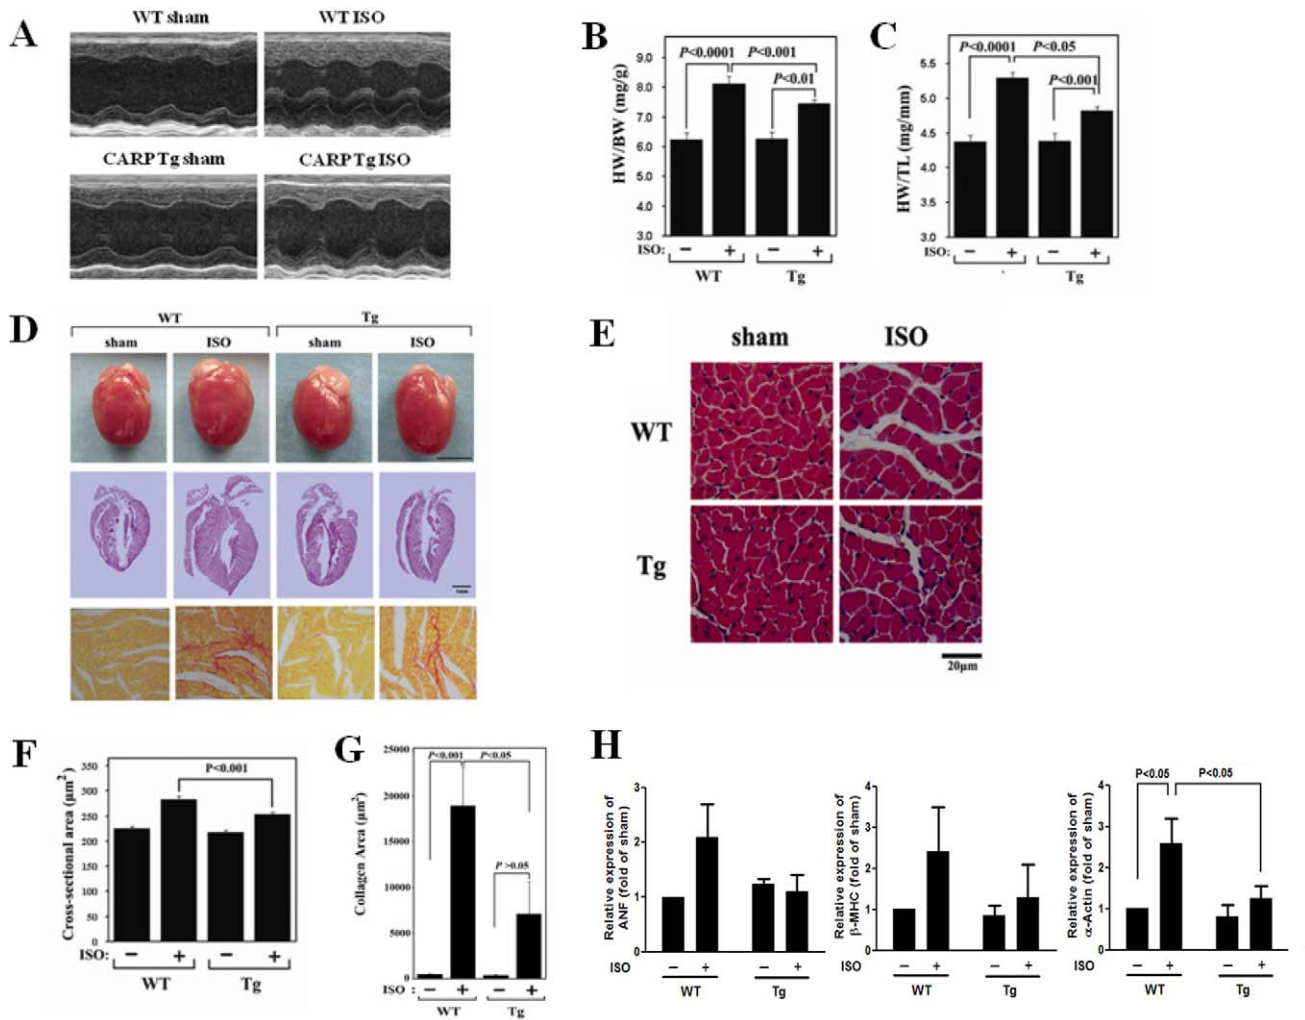 A
WT sham
WT ISO
CARP Tg sham
CARP Tg ISO
B
P<0.0001
P<0.001
P<0.01
HW/BW (mg/g)
9.0
8.0
7.0
6.0
5.0
4.0
3.0
ISO: − + − +
WT Tg
C
P<0.0001
P<0.05
P<0.001
HW/TL (mg/mm)
5.5
5.0
4.5
4.0
3.5
3.0
ISO: − + − +
Tg
D
WT Tg
sham ISO sham ISO
E
sham ISO
WT
Tg
20µm
F
P<0.001
Cross-sectional area (µm²)
350
300
250
200
150
100
50
0
ISO: − + − +
WT Tg
G
P<0.001
P<0.05
P >0.05
Collagen Area (µm²)
25000
20000
15000
10000
5000
0
ISO : − + − +
WT Tg
H
Relative expression of
ANF (fold of sham)
3
2
1
0
ISO − + − +
WT Tg
Relative expression of
β-MHC (fold of sham)
4
3
2
1
0
ISO − + − +
WT Tg
P<0.05
P<0.05
Relative expression of
α-Actin (fold of sham)
4
3
2
1
0
ISO − + − +
WT Tg